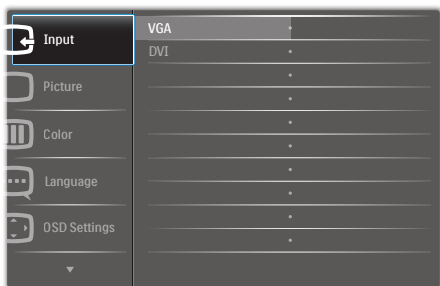 Input
VGA
DVI
Picture
Color
Language
OSD Settings